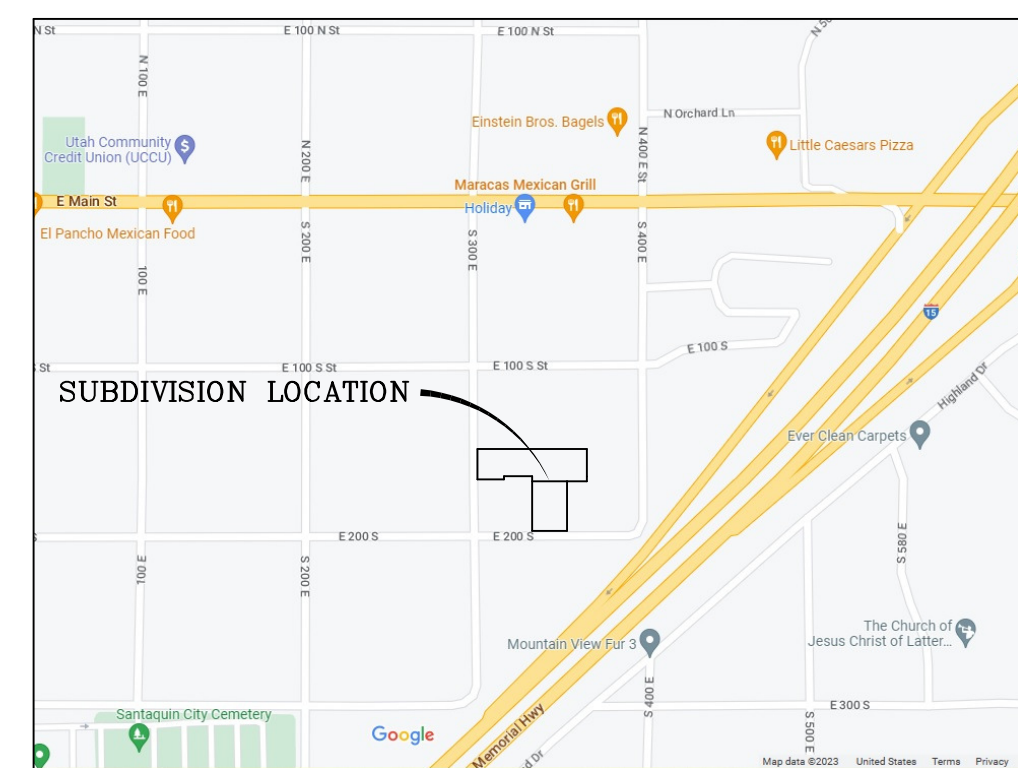 N St
E 100 N St
E 100 N St
N 100 E
N Orchard Ln
Einstein Bros. Bagels
Utah Community
Credit Union (UCCU)
N 200 E
N 400 E St
Little Caesars Pizza
Maracas Mexican Grill
E Main St
Holiday
El Pancho Mexican Food
S 200 E
S 300 E
S 400 E
100 E
15
E 100 S
St
E 100 S St
E 100 S St
Highland Dr
SUBDIVISION LOCATION
Ever Clean Carpets
E 200 S
E 200 S
S 580 E
100 E
S 200 E
The Church of
Jesus Christ of Latter...
Mountain View Fur 3
S 400 E
E 300 S
S 500 E
Santaquin City Cemetery
Google
Memorial Hwy
d Dr
Map data ©2023 United States Terms Privacy